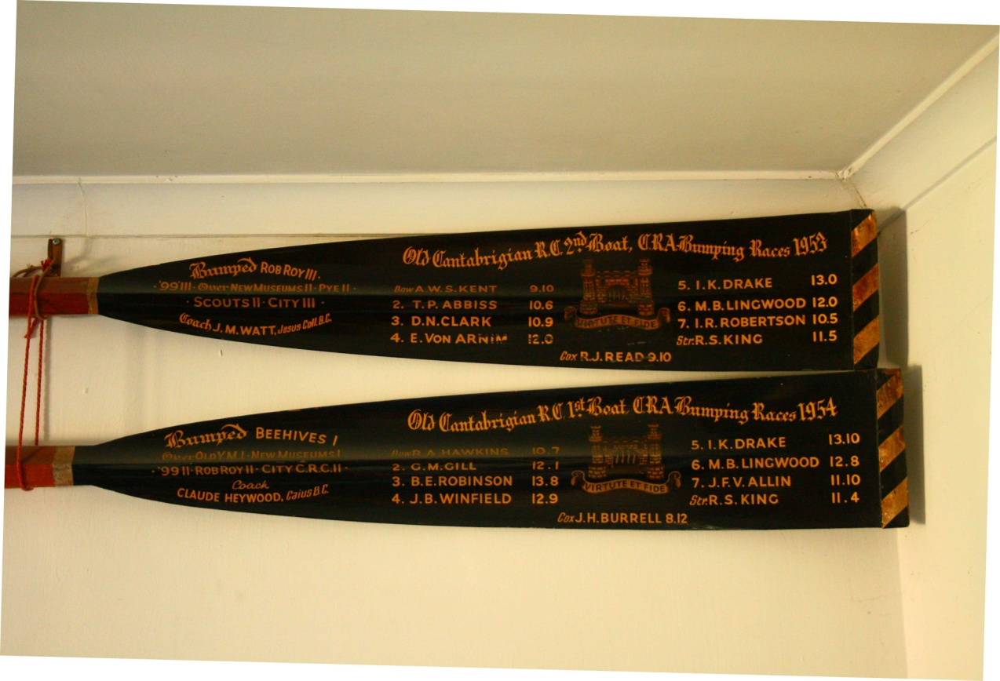 Old Cantabrigian R.C. 2nd Boat, CRA Bumping Races 1953
Bumped ROB ROY III.
·'99 III· Over· NEW MUSEUMS II· PYE II·
· SCOUTS II· CITY III ·
Coach J. M. WATT, Jesus Coll. B.C.
Bow A. W. S. KENT 9.10
2. T. P. ABBISS 10.6
3. D. N. CLARK 10.9
4. E. VON ARNIM 12.0
VIRTUTE ET FIDE
5. I. K. DRAKE 13.0
6. M. B. LINGWOOD 12.0
7. I. R. ROBERTSON 10.5
Str. R. S. KING 11.5
Cox R. J. READ 9.10
Old Cantabrigian R.C. 1st Boat CRA Bumping Races 1954
Bumped BEEHIVES I
Over OLD Y.M. I· NEW MUSEUMS I
·'99 II· ROB ROY II· CITY C.R.C. II·
Coach
CLAUDE HEYWOOD, Caius B.C.
Bow R. A. HAWKINS 10.7
2. G. M. GILL 12.1
3. B. E. ROBINSON 13.8
4. J. B. WINFIELD 12.9
VIRTUTE ET FIDE
5. I. K. DRAKE 13.10
6. M. B. LINGWOOD 12.8
7. J. F. V. ALLIN 11.10
Str. R. S. KING 11.4
Cox J. H. BURRELL 8.12